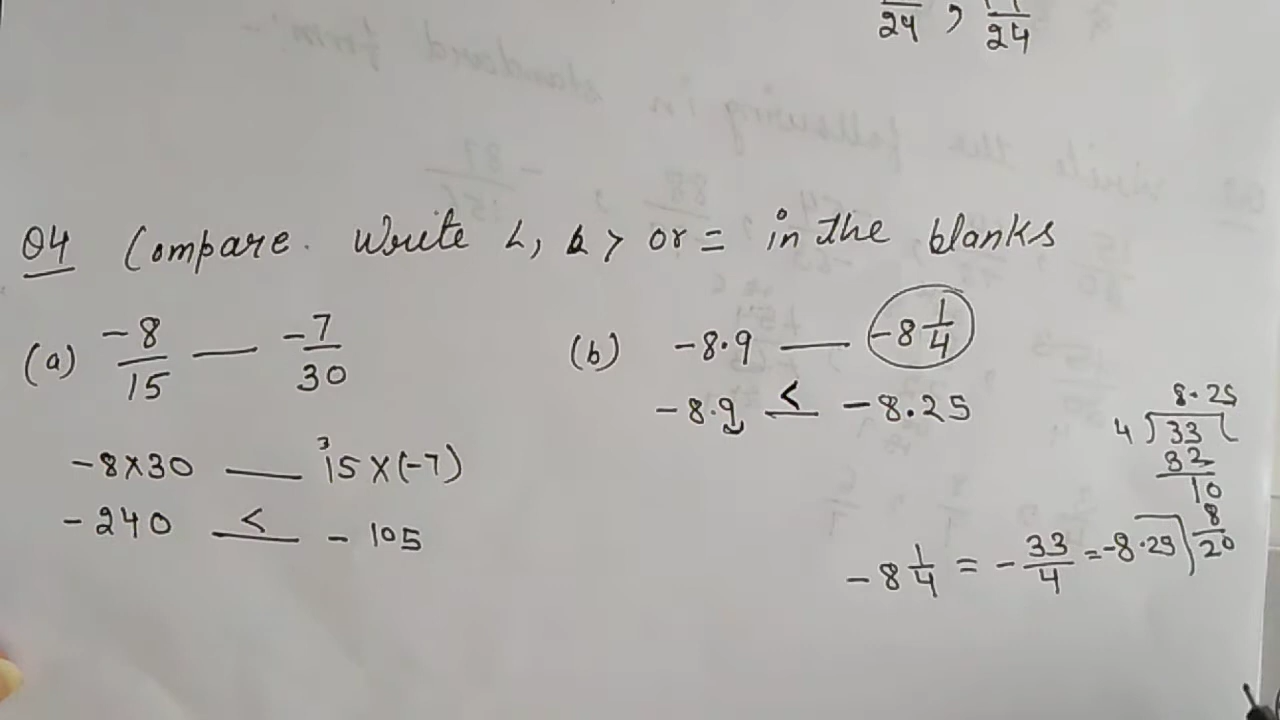 24 , 24
Q4 Compare. Write <, > or = in the blanks
(a) -8/15 ___ -7/30
(b) -8.9 ___ -8 1/4
-8.9 < -8.25
-8×30 ___ 15×(-7)
-240 < -105
8.25
4 ) 33
32
10
8
20
-8 1/4 = -33/4 = -8.25